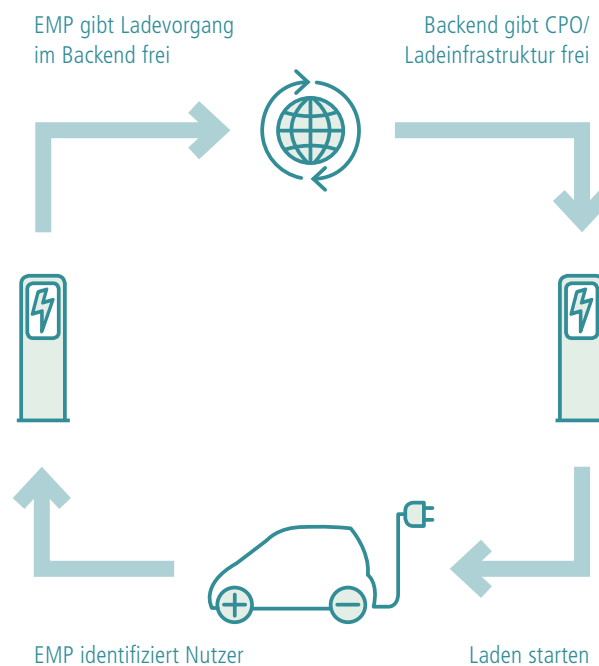 EMP gibt Ladevorgang
im Backend frei
Backend gibt CPO/
Ladeinfrastruktur frei
EMP identifiziert Nutzer
Laden starten